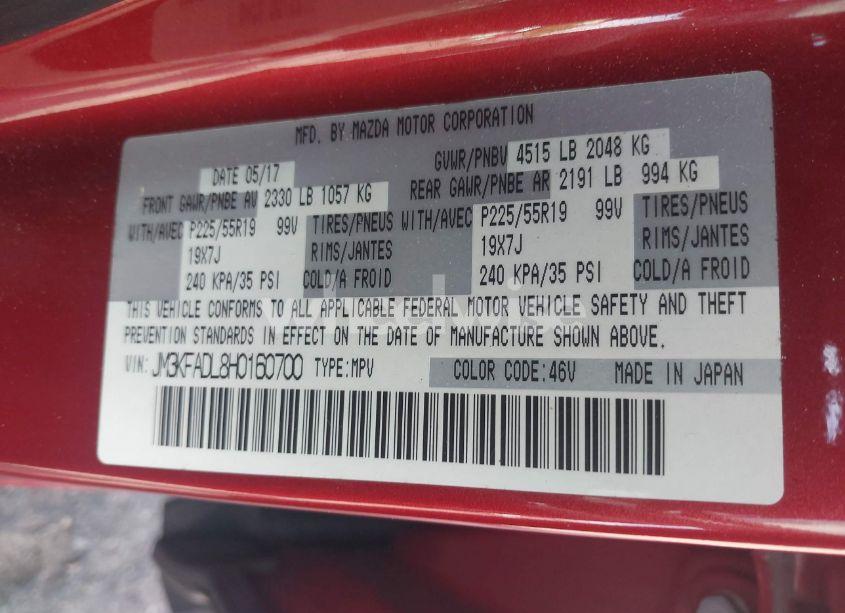 MFD. BY MAZDA MOTOR CORPORATION
DATE 05/17 GVWR/PNBV 4515 LB 2048 KG
FRONT GAWR/PNBE AV 2330 LB 1057 KG REAR GAWR/PNBE AR 2191 LB 994 KG
WITH/AVEC P225/55R19 99V TIRES/PNEUS WITH/AVEC P225/55R19 99V TIRES/PNEUS
19X7J RIMS/JANTES 19X7J RIMS/JANTES
240 KPA/35 PSI COLD/A FROID 240 KPA/35 PSI COLD/A FROID
THIS VEHICLE CONFORMS TO ALL APPLICABLE FEDERAL MOTOR VEHICLE SAFETY AND THEFT
PREVENTION STANDARDS IN EFFECT ON THE DATE OF MANUFACTURE SHOWN ABOVE.
VIN: JM3KFADL8H0160700 TYPE:MPV COLOR CODE:46V MADE IN JAPAN